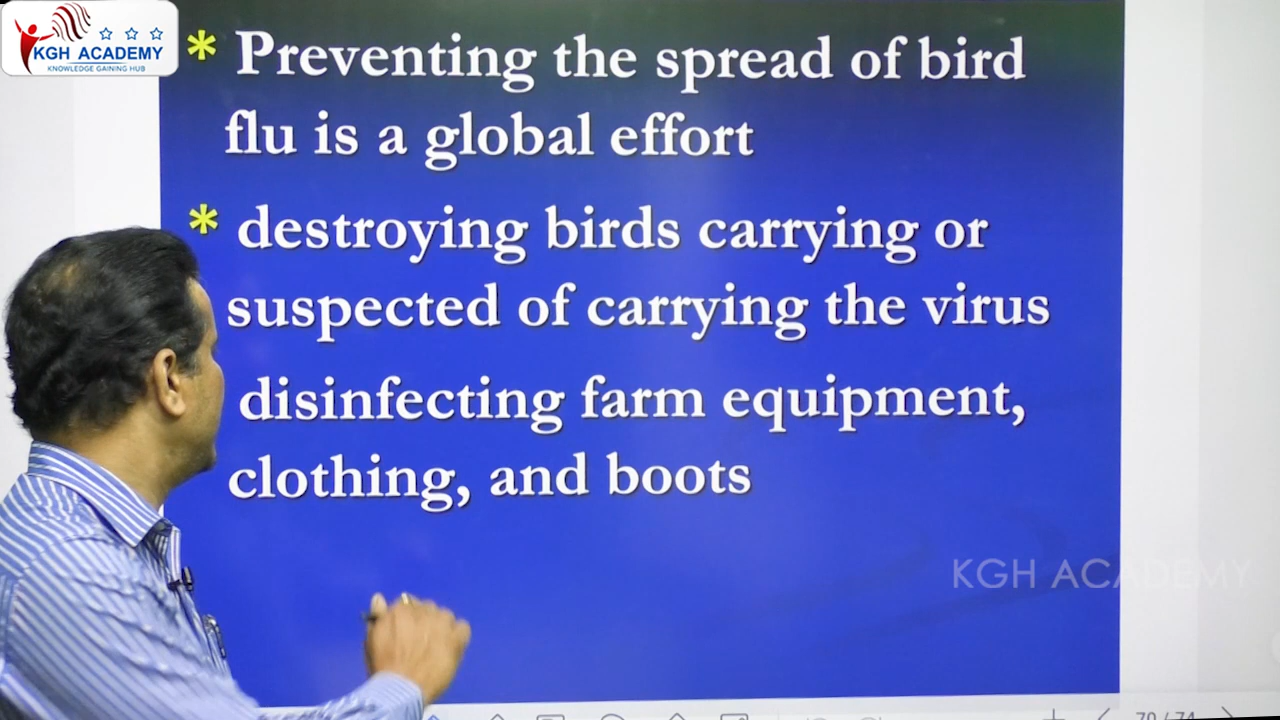 KGH ACADEMY
KNOWLEDGE GAINING HUB
* Preventing the spread of bird
flu is a global effort
* destroying birds carrying or
suspected of carrying the virus
disinfecting farm equipment,
clothing, and boots
KGH ACADEMY